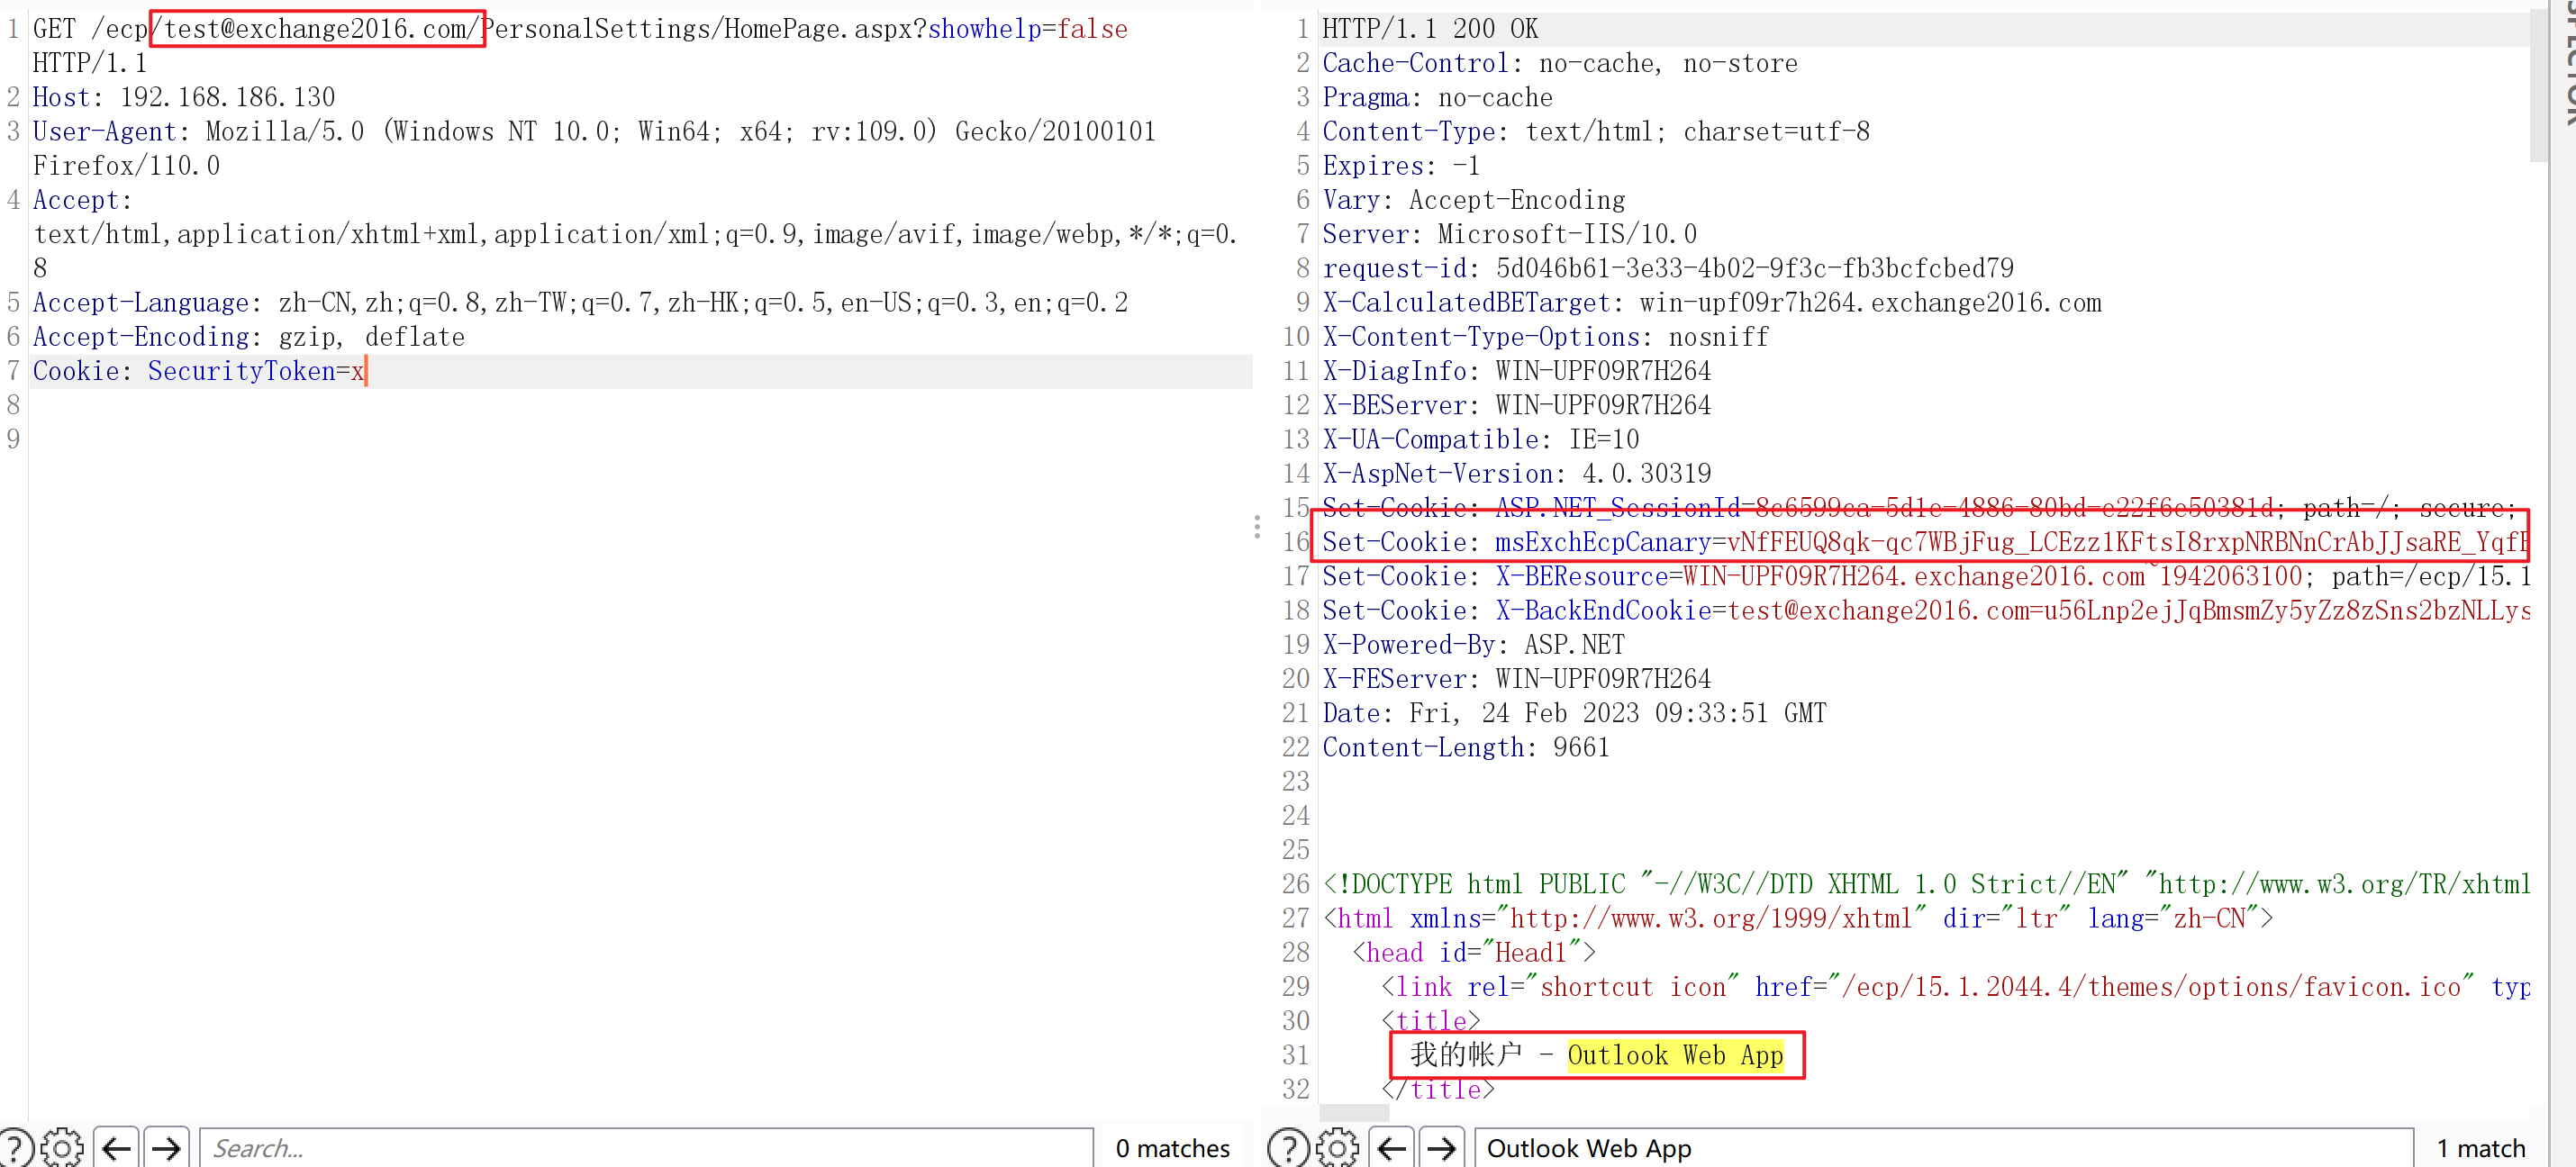 1 GET /ecp/test@exchange2016.com/PersonalSettings/HomePage.aspx?showhelp=false
HTTP/1.1
2 Host: 192.168.186.130
3 User-Agent: Mozilla/5.0 (Windows NT 10.0; Win64; x64; rv:109.0) Gecko/20100101
Firefox/110.0
4 Accept:
text/html,application/xhtml+xml,application/xml;q=0.9,image/avif,image/webp,*/*;q=0.
8
5 Accept-Language: zh-CN,zh;q=0.8,zh-TW;q=0.7,zh-HK;q=0.5,en-US;q=0.3,en;q=0.2
6 Accept-Encoding: gzip, deflate
7 Cookie: SecurityToken=x
8
9
? Search... 0 matches
1 HTTP/1.1 200 OK
2 Cache-Control: no-cache, no-store
3 Pragma: no-cache
4 Content-Type: text/html; charset=utf-8
5 Expires: -1
6 Vary: Accept-Encoding
7 Server: Microsoft-IIS/10.0
8 request-id: 5d046b61-3e33-4b02-9f3c-fb3bcfcbed79
9 X-CalculatedBETarget: win-upf09r7h264.exchange2016.com
10 X-Content-Type-Options: nosniff
11 X-DiagInfo: WIN-UPF09R7H264
12 X-BEServer: WIN-UPF09R7H264
13 X-UA-Compatible: IE=10
14 X-AspNet-Version: 4.0.30319
15 Set-Cookie: ASP.NET_SessionId=8c6599ca-5d1e-4886-80bd-e22f6e50381d; path=/; secure;
16 Set-Cookie: msExchEcpCanary=vNfFEUQ8qk-qc7WBjFug_LCEzz1KFtsI8rxpNRBNnCrAbJJsaRE_Yqf
17 Set-Cookie: X-BEResource=WIN-UPF09R7H264.exchange2016.com~1942063100; path=/ecp/15.1
18 Set-Cookie: X-BackEndCookie=test@exchange2016.com=u56Lnp2ejJqBmsmZy5yZz8zSns2bzNLLys
19 X-Powered-By: ASP.NET
20 X-FEServer: WIN-UPF09R7H264
21 Date: Fri, 24 Feb 2023 09:33:51 GMT
22 Content-Length: 9661
23
24
25
26 <!DOCTYPE html PUBLIC "-//W3C//DTD XHTML 1.0 Strict//EN" "http://www.w3.org/TR/xhtml
27 <html xmlns="http://www.w3.org/1999/xhtml" dir="ltr" lang="zh-CN">
28 <head id="Head1">
29 <link rel="shortcut icon" href="/ecp/15.1.2044.4/themes/options/favicon.ico" typ
30 <title>
31 我的帐户 - Outlook Web App
32 </title>
? Outlook Web App 1 match